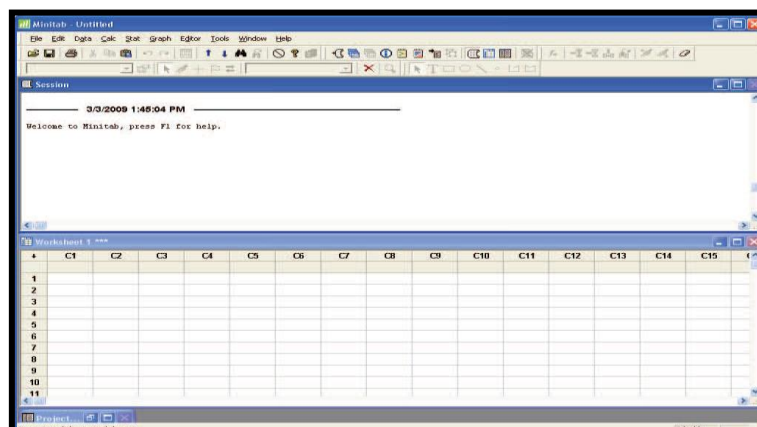 Minitab - Untitled
File Edit Data Calc Stat Graph Editor Tools Window Help
Session
3/3/2009 1:45:04 PM
Welcome to Minitab, press F1 for help.
Worksheet 1 ***
C1 C2 C3 C4 C5 C6 C7 C8 C9 C10 C11 C12 C13 C14 C15
1
2
3
4
5
6
7
8
9
10
11
Project...